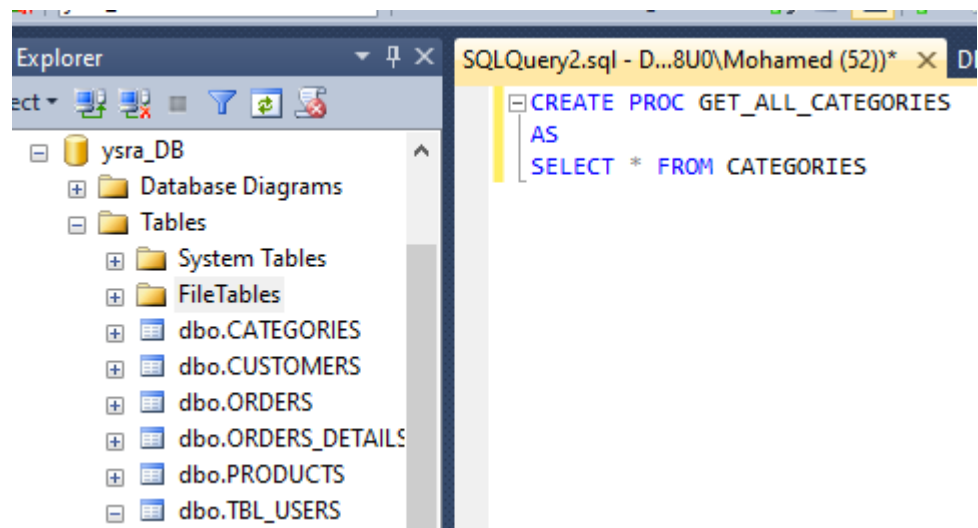 Explorer
ect
ysra_DB
Database Diagrams
Tables
System Tables
FileTables
dbo.CATEGORIES
dbo.CUSTOMERS
dbo.ORDERS
dbo.ORDERS_DETAILS
dbo.PRODUCTS
dbo.TBL_USERS
SQLQuery2.sql - D...8U0\Mohamed (52))*
CREATE PROC GET_ALL_CATEGORIES
AS
SELECT * FROM CATEGORIES